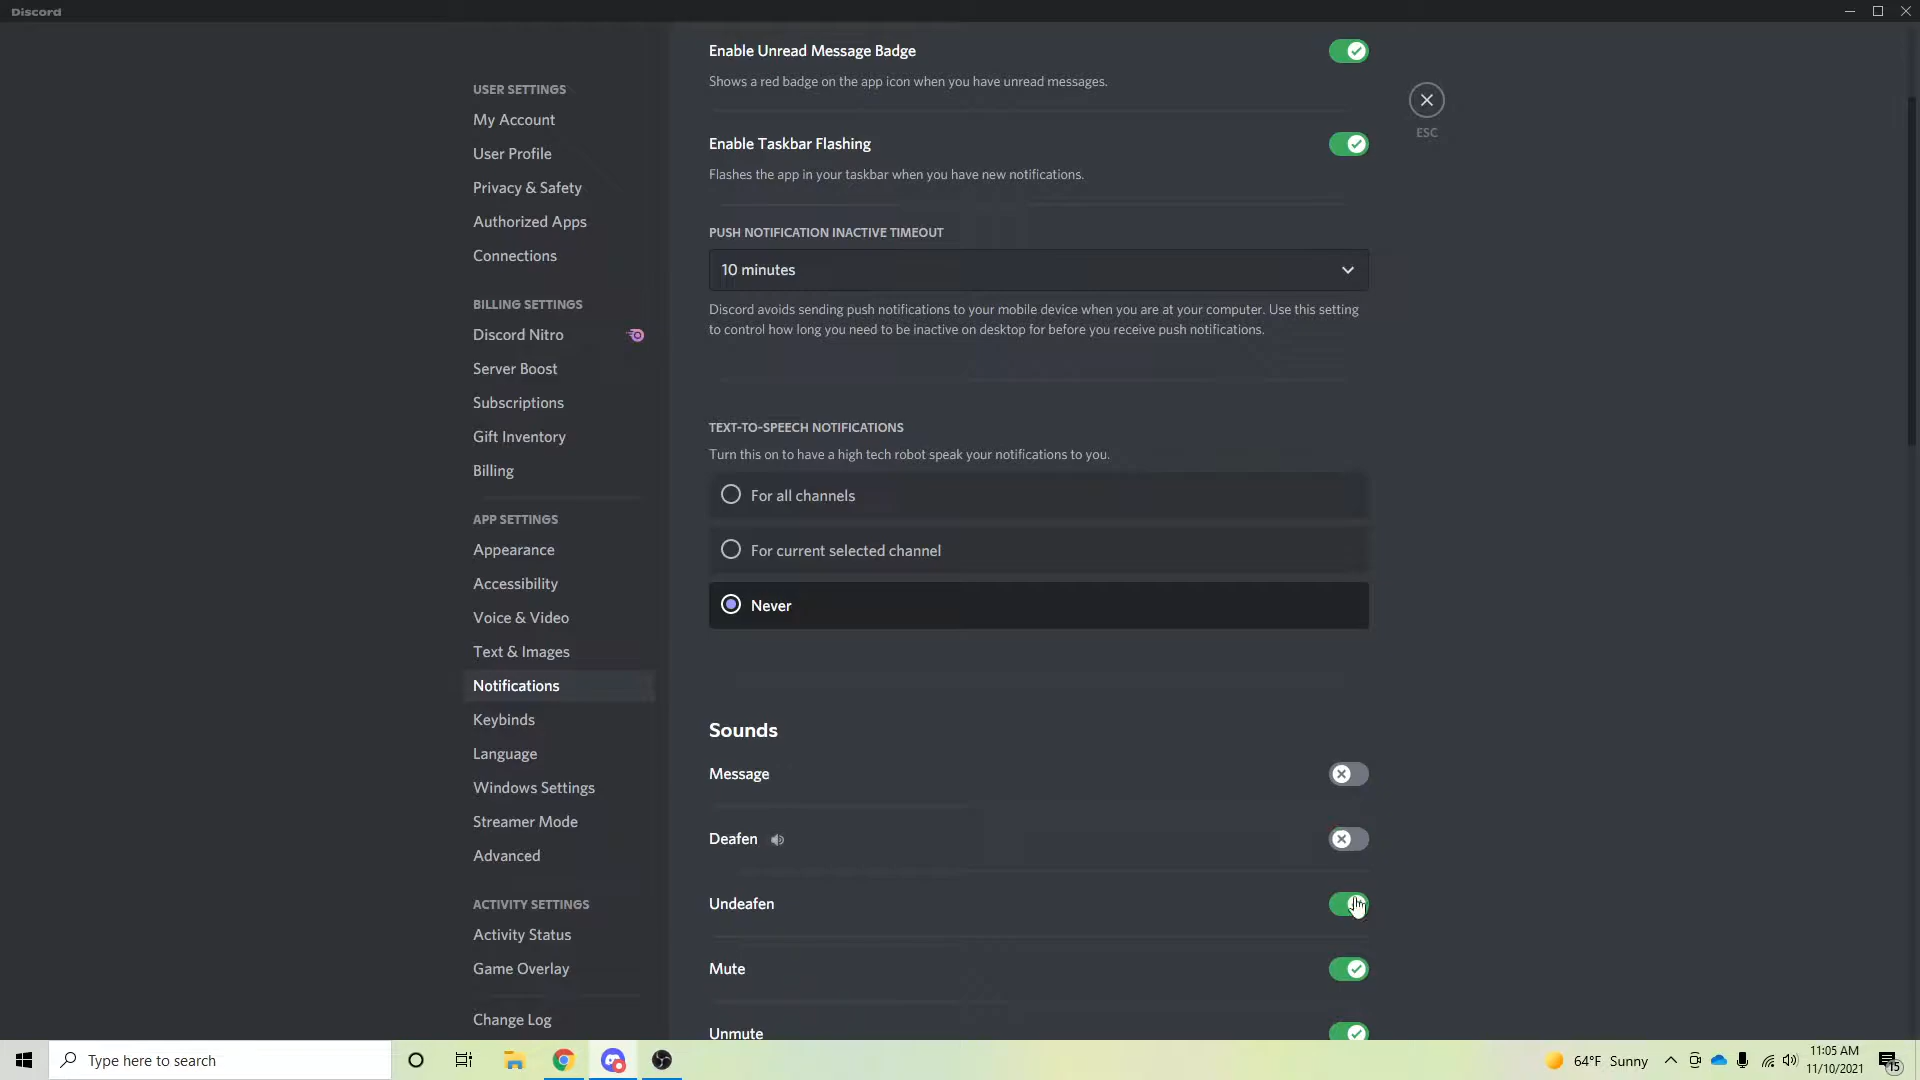 Discord
USER SETTINGS
My Account
User Profile
Privacy & Safety
Authorized Apps
Connections
BILLING SETTINGS
Discord Nitro
Server Boost
Subscriptions
Gift Inventory
Billing
APP SETTINGS
Appearance
Accessibility
Voice & Video
Text & Images
Notifications
Keybinds
Language
Windows Settings
Streamer Mode
Advanced
ACTIVITY SETTINGS
Activity Status
Game Overlay
Change Log
Enable Unread Message Badge
Shows a red badge on the app icon when you have unread messages.
Enable Taskbar Flashing
Flashes the app in your taskbar when you have new notifications.
PUSH NOTIFICATION INACTIVE TIMEOUT
10 minutes
Discord avoids sending push notifications to your mobile device when you are at your computer. Use this setting
to control how long you need to be inactive on desktop for before you receive push notifications.
TEXT-TO-SPEECH NOTIFICATIONS
Turn this on to have a high tech robot speak your notifications to you.
For all channels
For current selected channel
Never
Sounds
Message
Deafen
Undeafen
Mute
Unmute
ESC
Type here to search
64°F Sunny
11:05 AM
11/10/2021
15